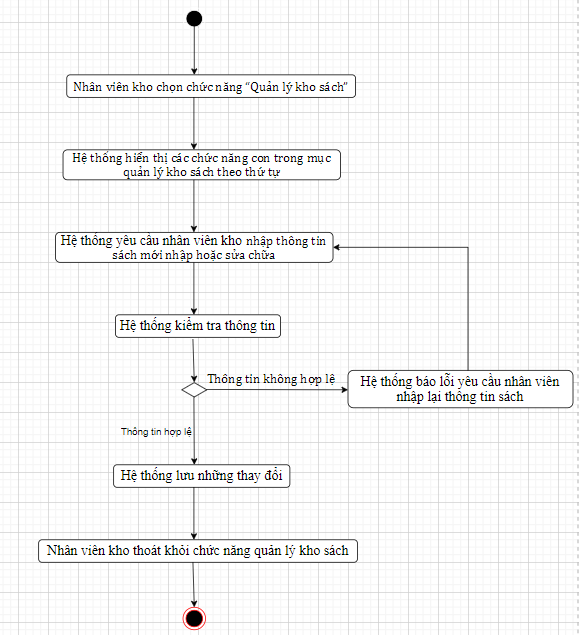 Nhân viên kho chọn chức năng “Quản lý kho sách”
Hệ thống hiển thị các chức năng con trong mục
quản lý kho sách theo thứ tự
Hệ thống yêu cầu nhân viên kho nhập thông tin
sách mới nhập hoặc sửa chữa
Hệ thống kiểm tra thông tin
Thông tin không hợp lệ
Hệ thống báo lỗi yêu cầu nhân viên
nhập lại thông tin sách
Thông tin hợp lệ
Hệ thống lưu những thay đổi
Nhân viên kho thoát khỏi chức năng quản lý kho sách